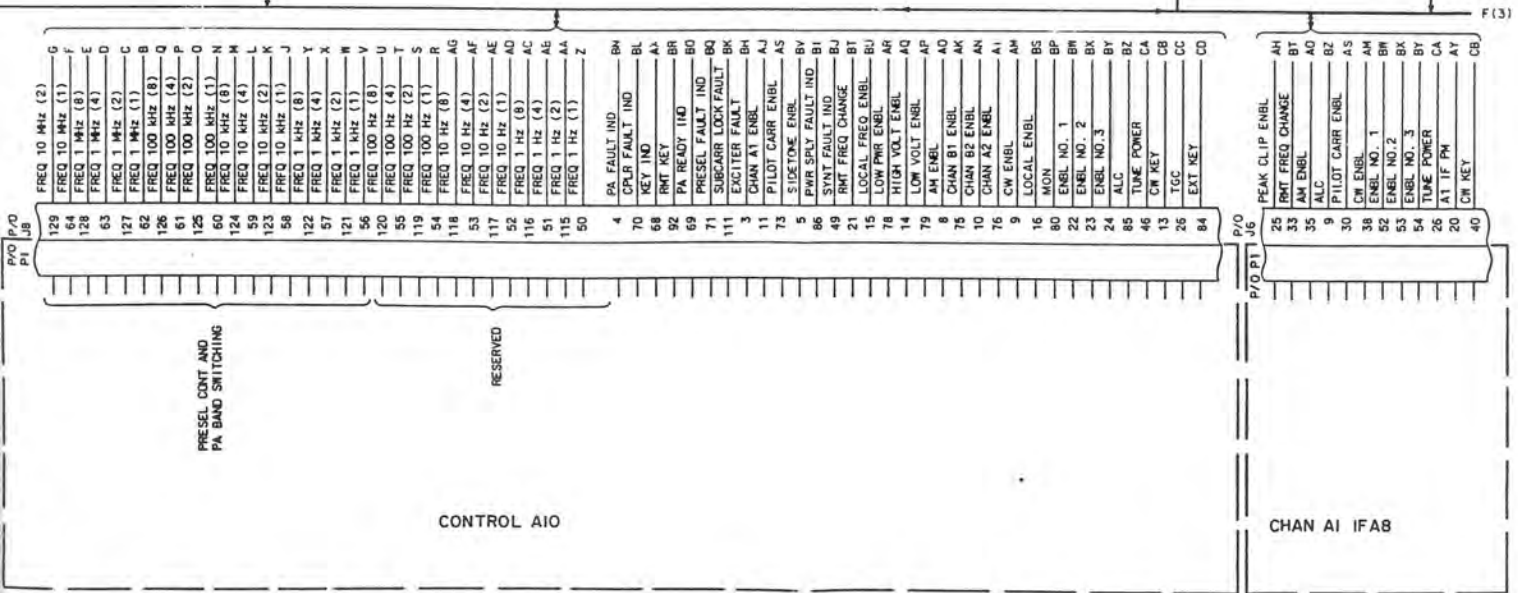 F(3)
P/O P1
P/O J8
129 FREQ 10 MHz (2) G
64 FREQ 10 MHz (1) F
128 FREQ 1 MHz (8) E
63 FREQ 1 MHz (4) D
127 FREQ 1 MHz (2) C
62 FREQ 1 MHz (1) B
126 FREQ 100 kHz (8) Q
61 FREQ 100 kHz (4) P
125 FREQ 100 kHz (2) O
60 FREQ 100 kHz (1) N
124 FREQ 10 kHz (8) M
59 FREQ 10 kHz (4) L
123 FREQ 10 kHz (2) K
58 FREQ 10 kHz (1) J
122 FREQ 1 kHz (8) Y
57 FREQ 1 kHz (4) X
121 FREQ 1 kHz (2) W
56 FREQ 1 kHz (1) V
120 FREQ 100 Hz (8) U
55 FREQ 100 Hz (4) T
119 FREQ 100 Hz (2) S
54 FREQ 100 Hz (1) R
118 FREQ 10 Hz (8) AG
53 FREQ 10 Hz (4) AF
117 FREQ 10 Hz (2) AE
52 FREQ 10 Hz (1) AD
116 FREQ 1 Hz (8) AC
51 FREQ 1 Hz (4) AB
115 FREQ 1 Hz (2) AA
50 FREQ 1 Hz (1) Z
4 PA FAULT IND BN
70 CPLR FAULT IND BL
68 KEY IND AX
92 RMT KEY BR
69 PA READY IND BO
71 PRESEL FAULT IND BQ
111 SUBCARR LOCK FAULT BK
3 EXCITER FAULT BH
11 CHAN A1 ENBL AJ
73 PILOT CARR ENBL AS
5 SIDETONE ENBL BV
86 PWR SPLY FAULT IND BI
49 SYNT FAULT IND BJ
21 RMT FREQ CHANGE BT
15 LOCAL FREQ ENBL BU
78 LOW PWR ENBL AR
14 HIGH VOLT ENBL AQ
79 LOW VOLT ENBL AP
8 AM ENBL AO
75 CHAN B1 ENBL AK
10 CHAN B2 ENBL AN
76 CHAN A2 ENBL AI
9 CW ENBL AM
16 LOCAL ENBL BS
80 MON BP
22 ENBL NO. 1 BW
23 ENBL NO. 2 BX
24 ENBL NO.3 BY
85 ALC BZ
46 TUNE POWER CA
13 CW KEY CB
26 TGC CC
84 EXT KEY CD
PRESEL CONT AND
PA BAND SWITCHING
RESERVED
CONTROL A10
P/O P1
P/O J6
25 PEAK CLIP ENBL AH
33 RMT FREQ CHANGE BT
35 AM ENBL AO
9 ALC BZ
30 PILOT CARR ENBL AS
38 CW ENBL AM
52 ENBL NO. 1 BW
53 ENBL NO.2 BX
54 ENBL NO. 3 BY
26 TUNE POWER CA
20 A1 IF PM AY
40 CW KEY CB
CHAN A1 IFA8